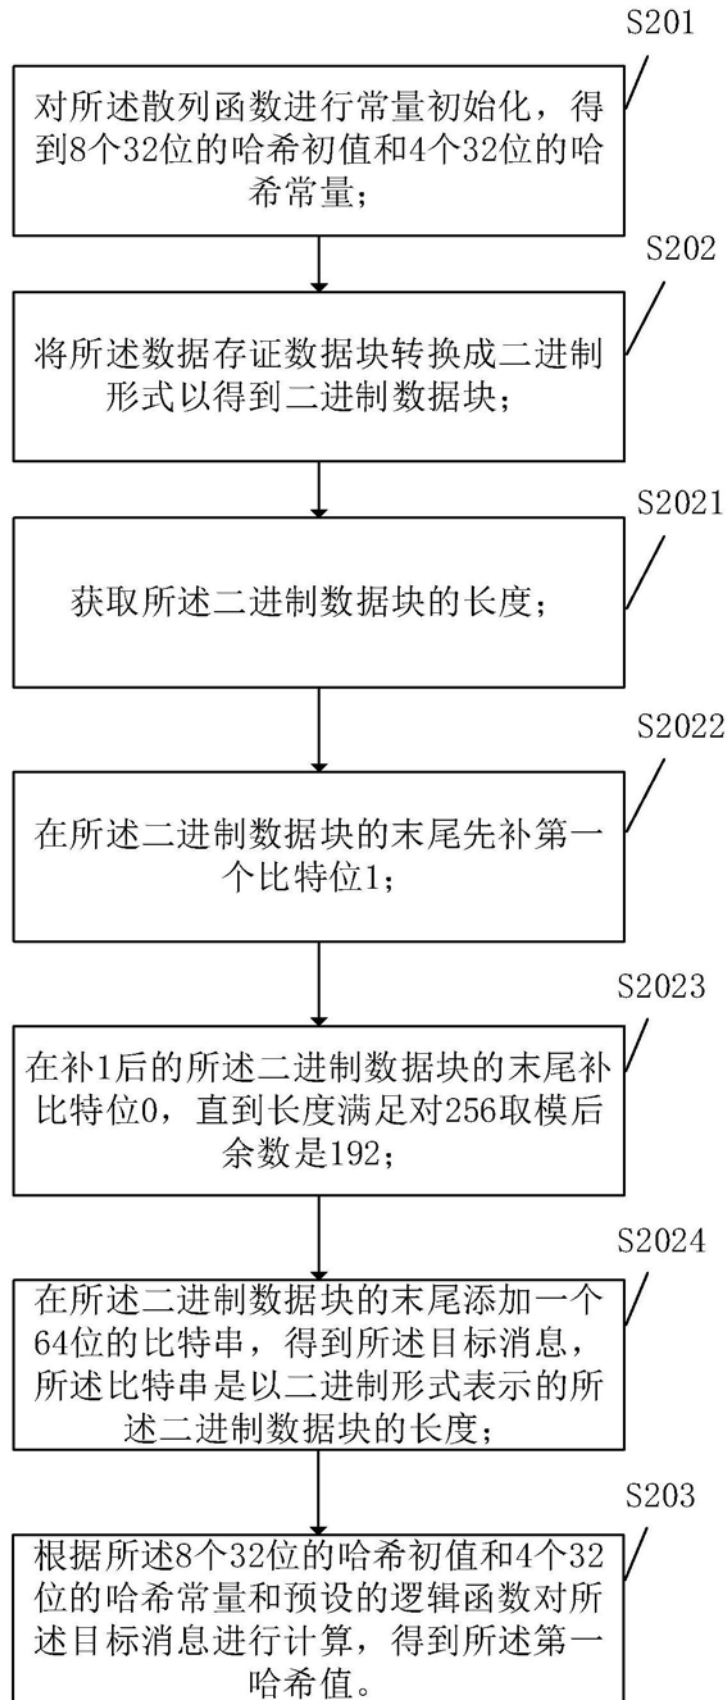 S201
对所述散列函数进行常量初始化，得
到8个32位的哈希初值和4个32位的哈
希常量；
S202
将所述数据存证数据块转换成二进制
形式以得到二进制数据块；
S2021
获取所述二进制数据块的长度；
S2022
在所述二进制数据块的末尾先补第一
个比特位1；
S2023
在补1后的所述二进制数据块的末尾补
比特位0，直到长度满足对256取模后
余数是192；
S2024
在所述二进制数据块的末尾添加一个
64位的比特串，得到所述目标消息，
所述比特串是以二进制形式表示的所
述二进制数据块的长度；
S203
根据所述8个32位的哈希初值和4个32
位的哈希常量和预设的逻辑函数对所
述目标消息进行计算，得到所述第一
哈希值。